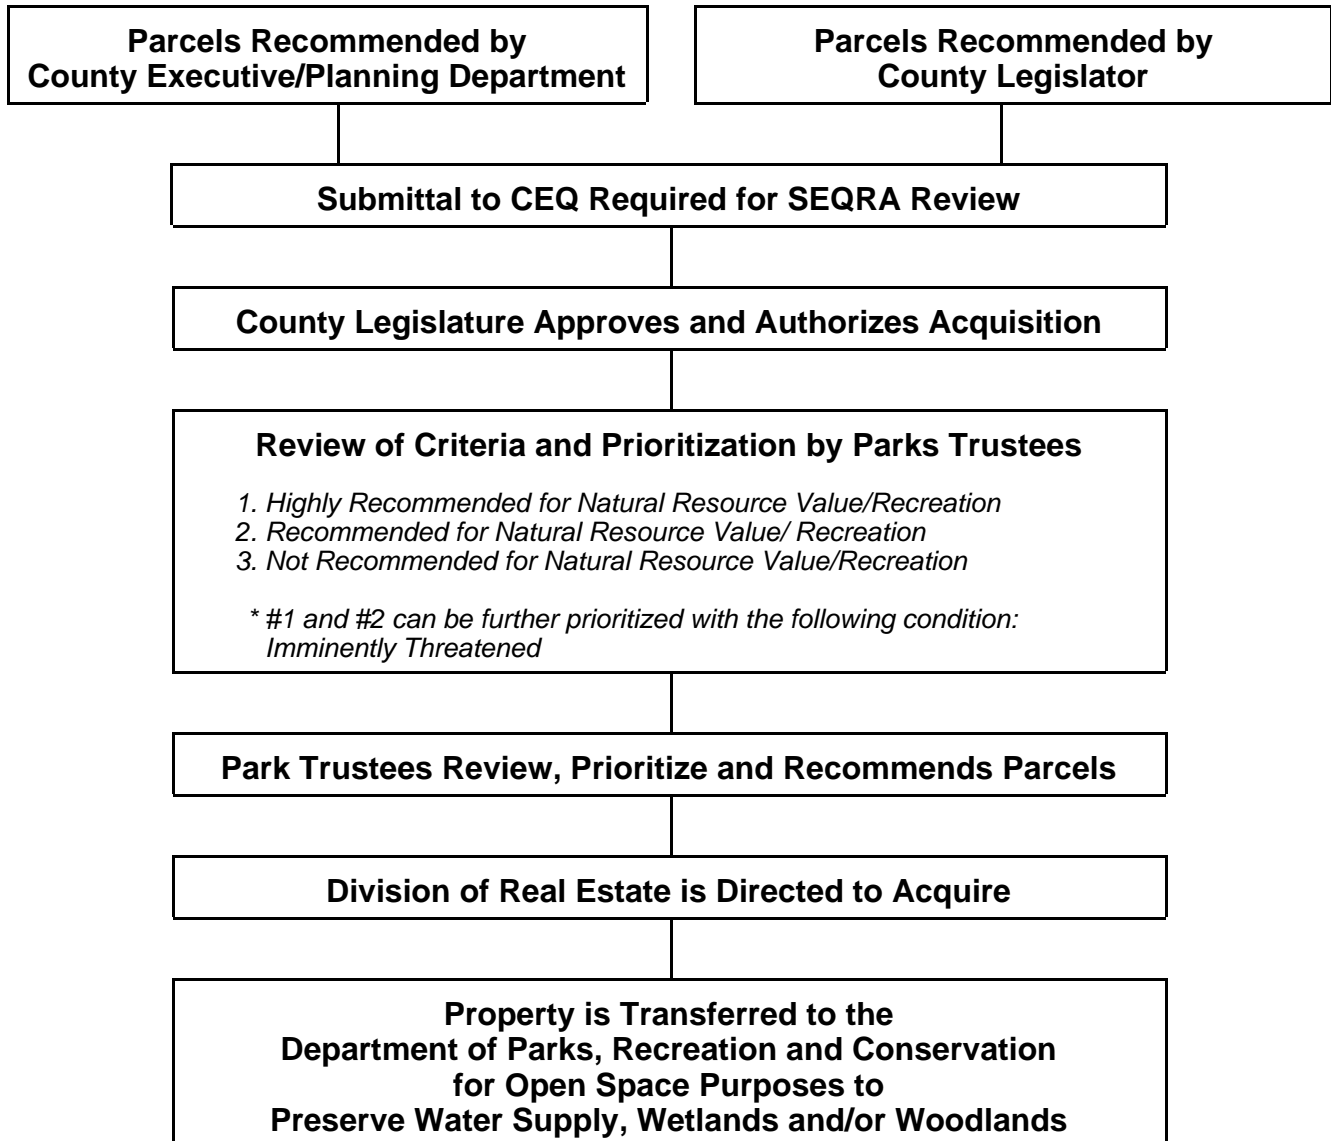 Parcels Recommended by
County Executive/Planning Department
Parcels Recommended by
County Legislator
Submittal to CEQ Required for SEQRA Review
County Legislature Approves and Authorizes Acquisition
Review of Criteria and Prioritization by Parks Trustees
1. Highly Recommended for Natural Resource Value/Recreation
2. Recommended for Natural Resource Value/ Recreation
3. Not Recommended for Natural Resource Value/Recreation
* #1 and #2 can be further prioritized with the following condition:
Imminently Threatened
Park Trustees Review, Prioritize and Recommends Parcels
Division of Real Estate is Directed to Acquire
Property is Transferred to the
Department of Parks, Recreation and Conservation
for Open Space Purposes to
Preserve Water Supply, Wetlands and/or Woodlands